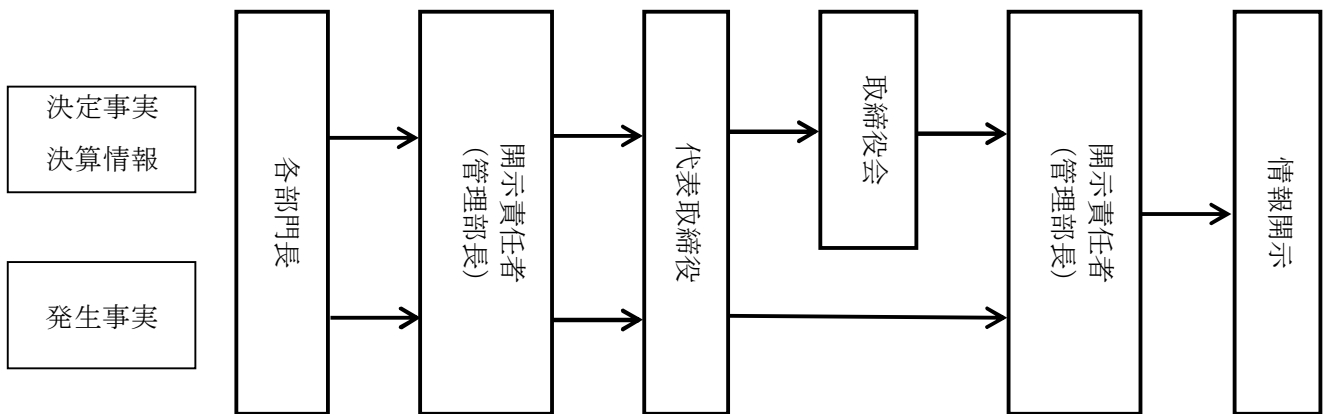 決定事実
決算情報
発生事実
各部門長
開示責任者
(管理部長)
代表取締役
取締役会
開示責任者
(管理部長)
情報開示